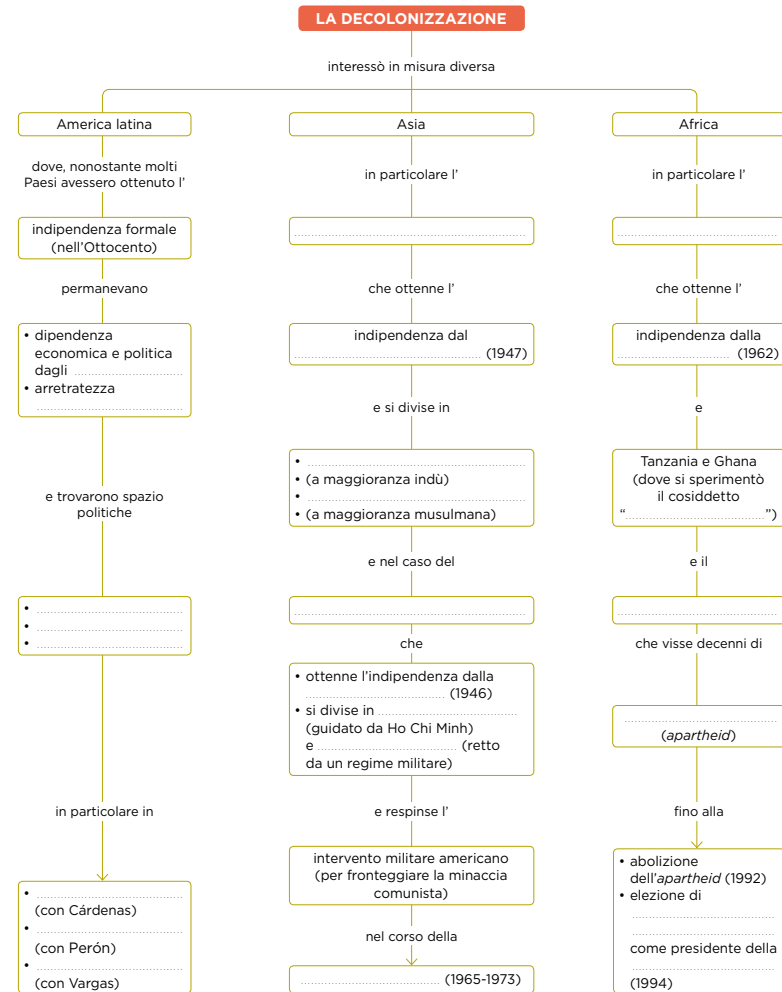 LA DECOLONIZZAZIONE
interessò in misura diversa
America latina
dove, nonostante molti
Paesi avessero ottenuto l'
indipendenza formale
(nell'Ottocento)
permanevano
• dipendenza
economica e politica
dagli ........................................
• arretratezza
........................................
e trovarono spazio
politiche
• ........................................
• ........................................
• ........................................
in particolare in
• ........................................
(con Cárdenas)
• ........................................
(con Perón)
• ........................................
(con Vargas)
Asia
in particolare l'
........................................
che ottenne l'
indipendenza dal
........................................ (1947)
e si divise in
• ........................................
• (a maggioranza indù)
• ........................................
• (a maggioranza musulmana)
e nel caso del
........................................
che
• ottenne l'indipendenza dalla
........................................ (1946)
• si divise in ........................................
(guidato da Ho Chi Minh)
e ........................................ (retto
da un regime militare)
e respinse l'
intervento militare americano
(per fronteggiare la minaccia
comunista)
nel corso della
........................................ (1965-1973)
Africa
in particolare l'
........................................
che ottenne l'
indipendenza dalla
........................................ (1962)
e
Tanzania e Ghana
(dove si sperimentò
il cosiddetto
“........................................”)
e il
........................................
che visse decenni di
........................................
(apartheid)
fino alla
• abolizione
dell'apartheid (1992)
• elezione di
........................................
........................................
come presidente della
........................................
(1994)